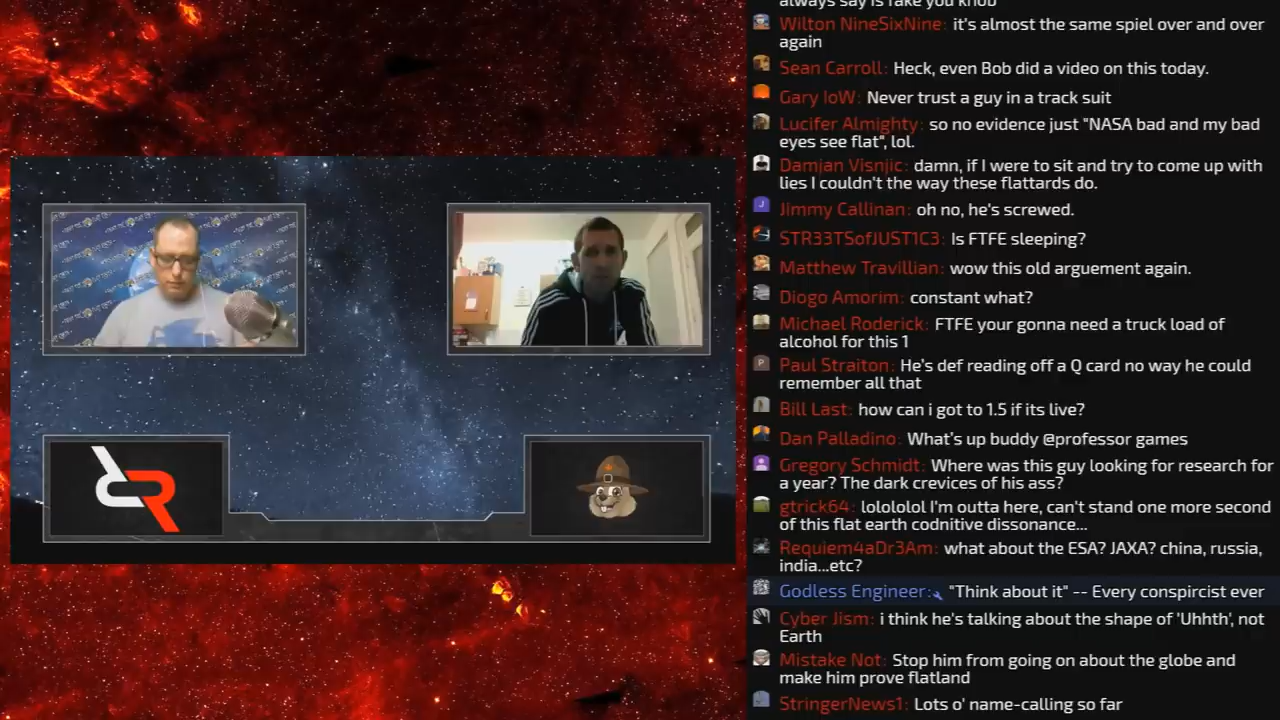 always say is fake you knob
Wilton NineSixNine: it's almost the same spiel over and over
again
Sean Carroll: Heck, even Bob did a video on this today.
Gary IoW: Never trust a guy in a track suit
Lucifer Almighty: so no evidence just "NASA bad and my bad
eyes see flat", lol.
Damjan Visnjic: damn, if I were to sit and try to come up with
lies I couldn't the way these flattards do.
Jimmy Callinan: oh no, he's screwed.
STR33TSofJUST1C3: Is FTFE sleeping?
Matthew Travillian: wow this old arguement again.
Diogo Amorim: constant what?
Michael Roderick: FTFE your gonna need a truck load of
alcohol for this 1
Paul Straiton: He's def reading off a Q card no way he could
remember all that
Bill Last: how can i got to 1.5 if its live?
Dan Palladino: What's up buddy @professor games
Gregory Schmidt: Where was this guy looking for research for
a year? The dark crevices of his ass?
gtrick64: lolololol I'm outta here, can't stand one more second
of this flat earth codnitive dissonance...
Requiem4aDr3Am: what about the ESA? JAXA? china, russia,
india...etc?
Godless Engineer: "Think about it" -- Every conspircist ever
Cyber Jism: i think he's talking about the shape of 'Uhhth', not
Earth
Mistake Not: Stop him from going on about the globe and
make him prove flatland
StringerNews1: Lots o' name-calling so far